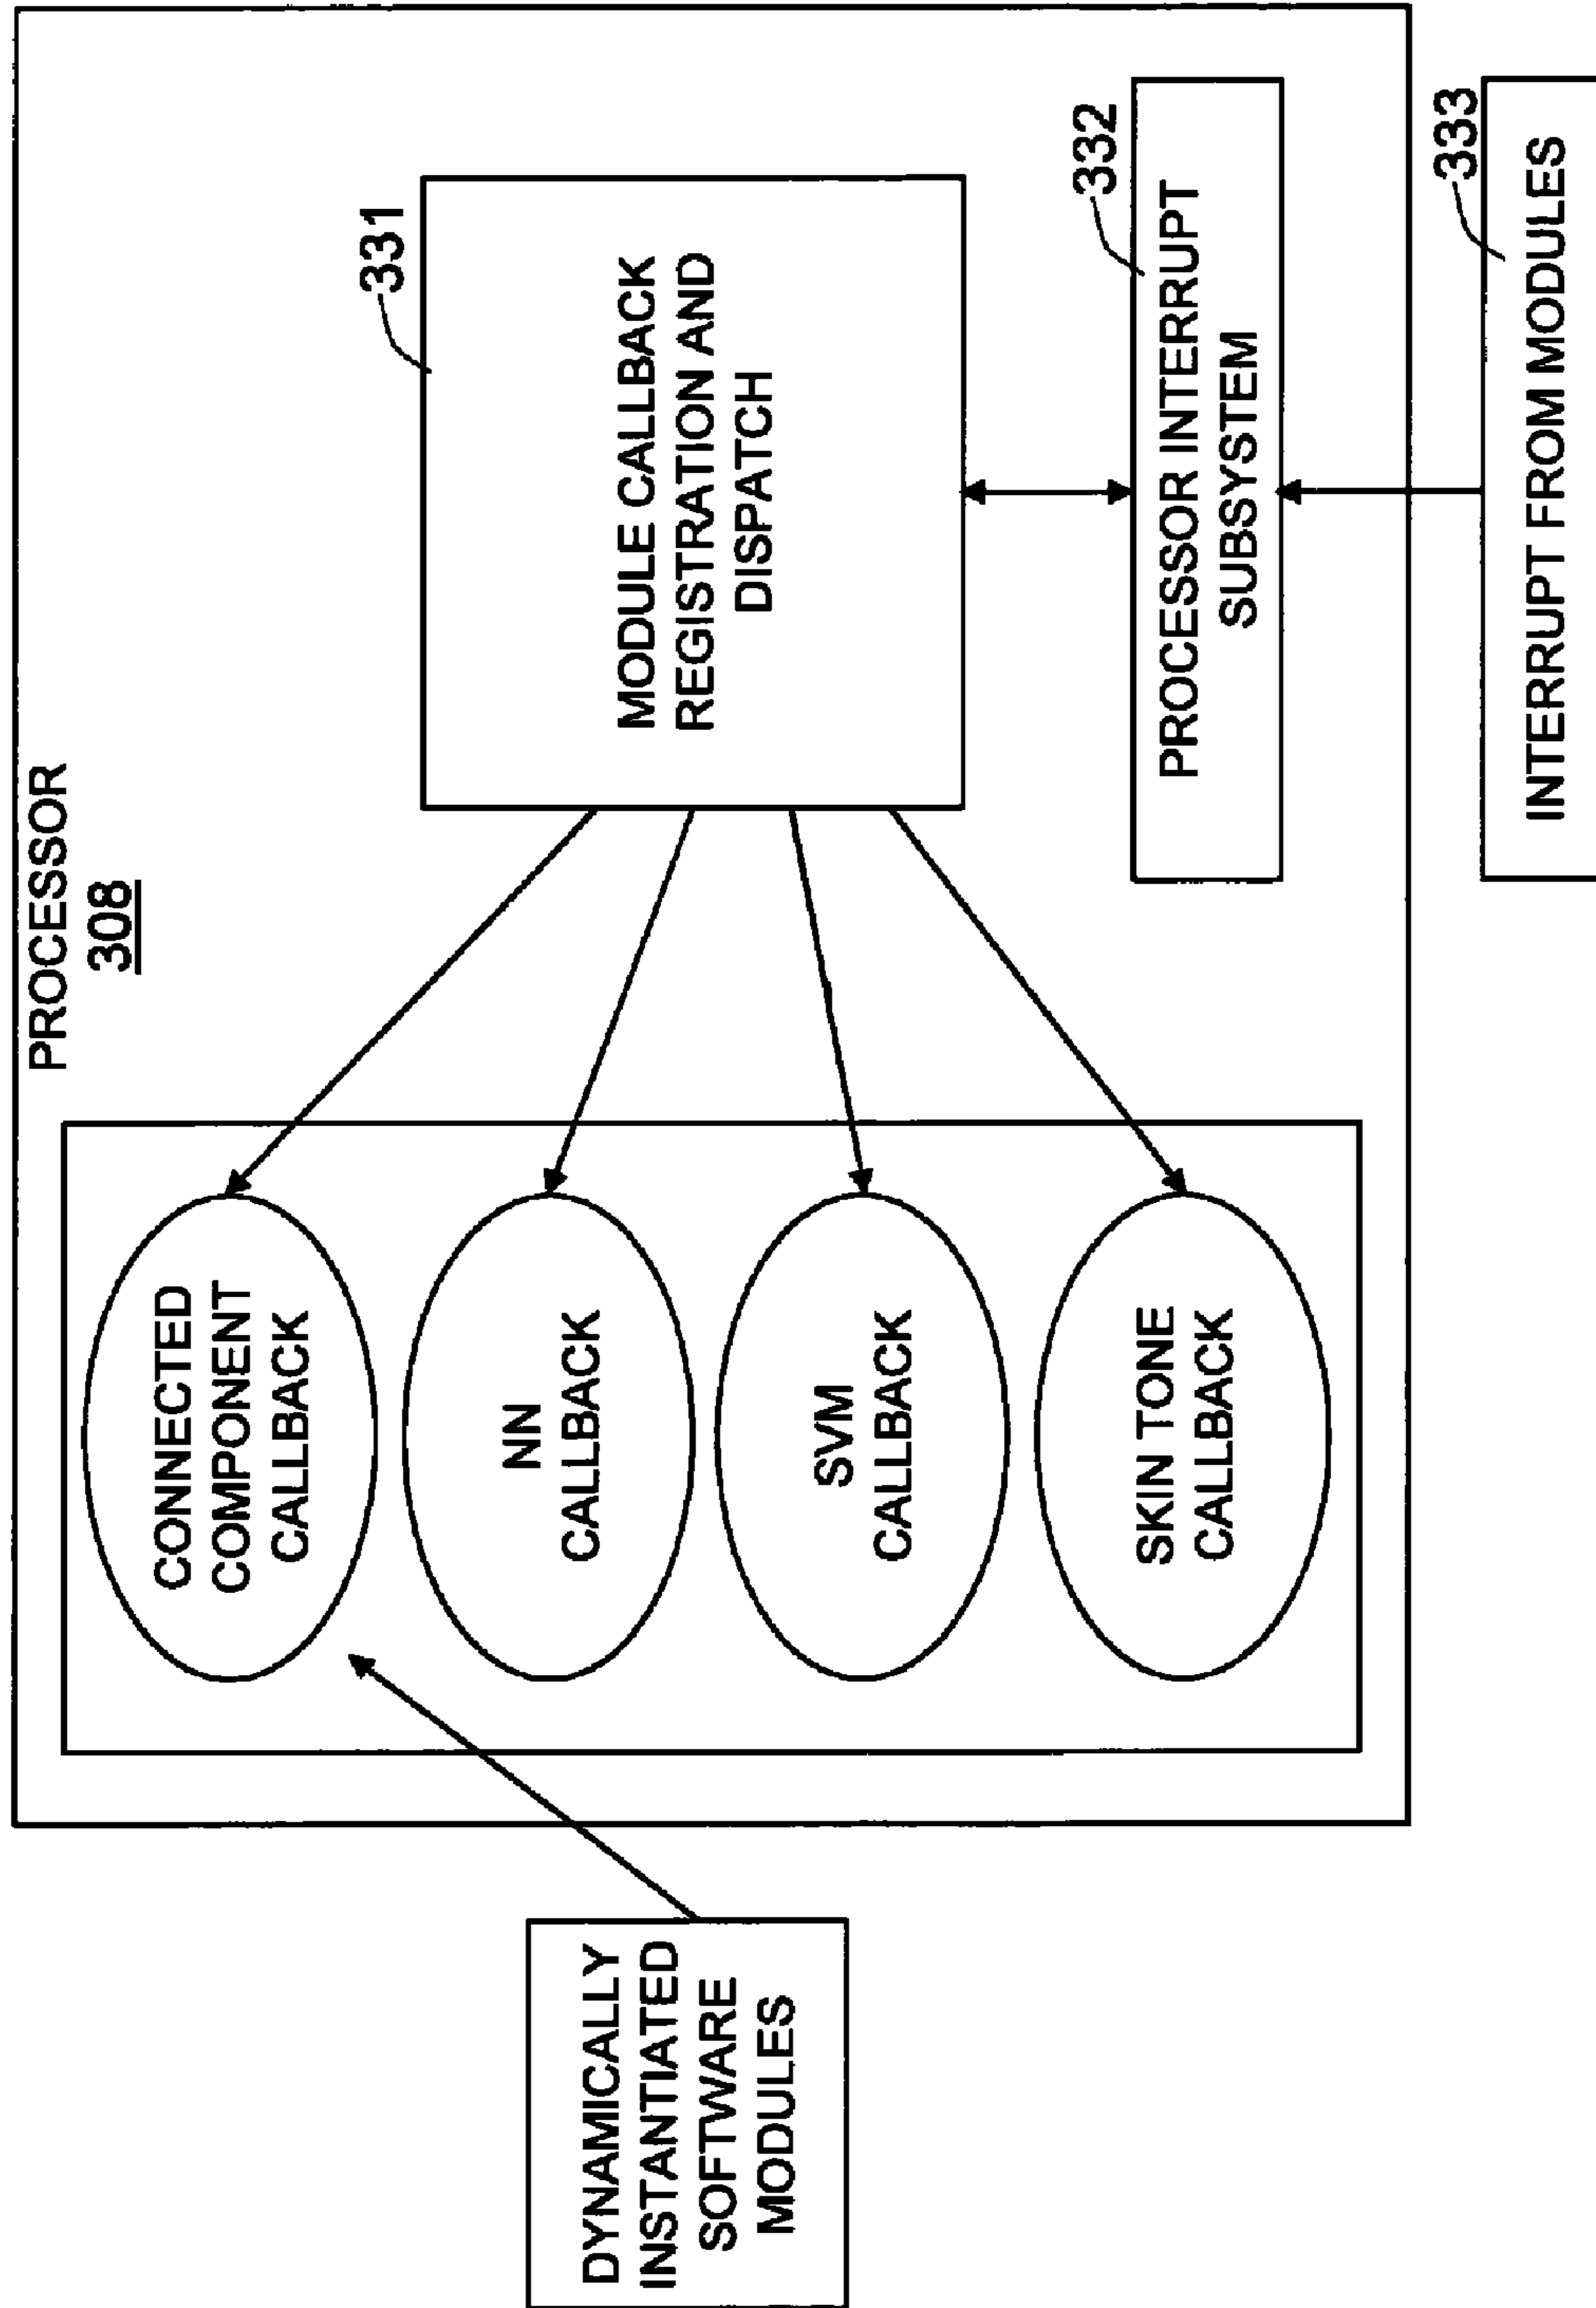 PROCESSOR
308
CONNECTED
COMPONENT
CALLBACK
NN
CALLBACK
SVM
CALLBACK
SKIN TONE
CALLBACK
331
MODULE CALLBACK
REGISTRATION AND
DISPATCH
332
PROCESSOR INTERRUPT
SUBSYSTEM
333
INTERRUPT FROM MODULES
DYNAMICALLY
INSTANTIATED
SOFTWARE
MODULES